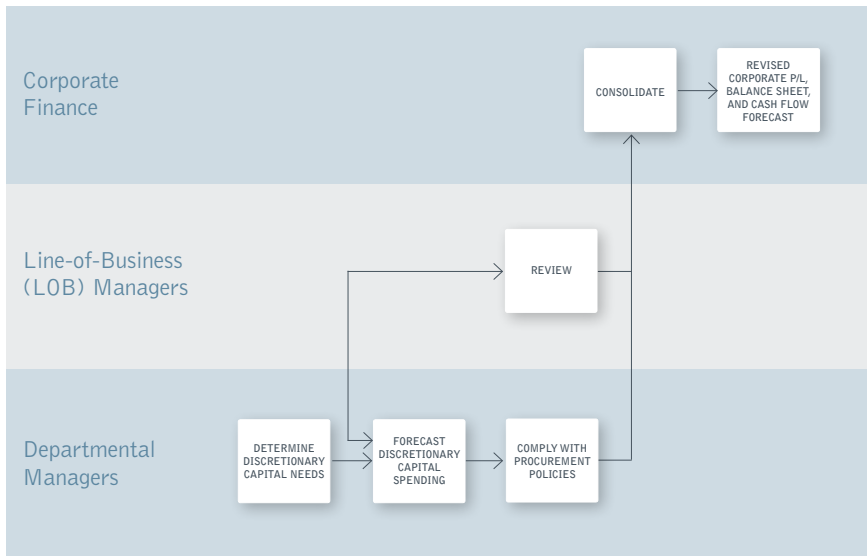 Corporate
Finance
CONSOLIDATE
REVISED
CORPORATE P/L,
BALANCE SHEET,
AND CASH FLOW
FORECAST
Line-of-Business
(LOB) Managers
REVIEW
Departmental
Managers
DETERMINE
DISCRETIONARY
CAPITAL NEEDS
FORECAST
DISCRETIONARY
CAPITAL
SPENDING
COMPLY WITH
PROCUREMENT
POLICIES